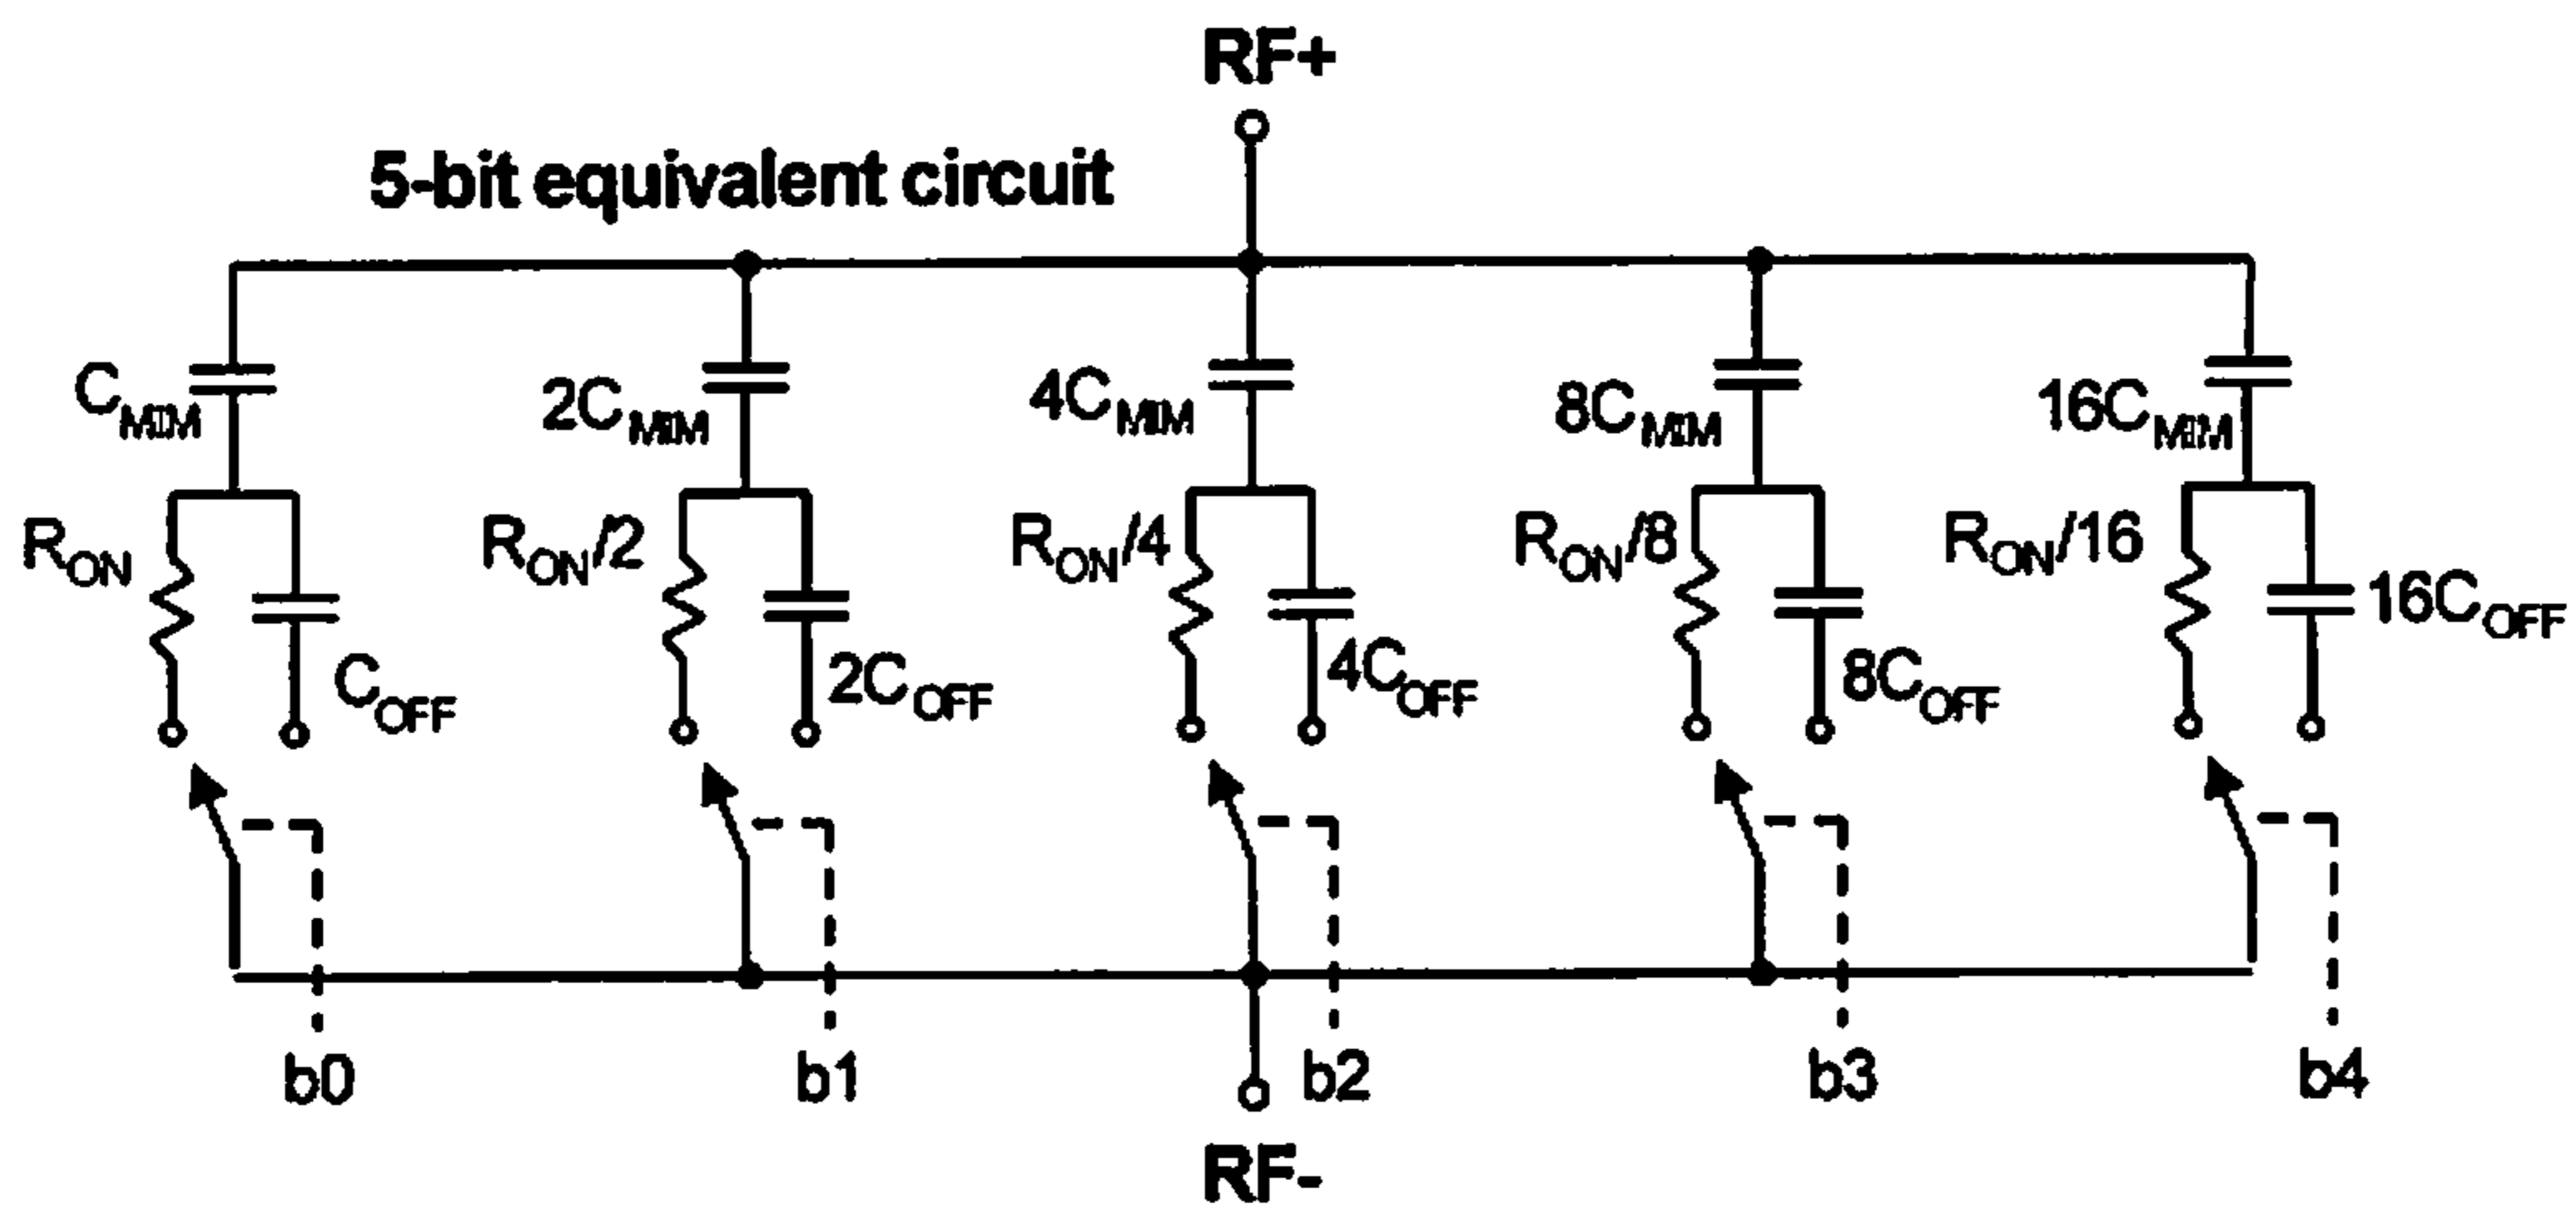 RF+
5-bit equivalent circuit
CMIM 2CMIM 4CMIM 8CMIM 16CMIM
RON RON/2 RON/4 RON/8 RON/16
COFF 2COFF 4COFF 8COFF 16COFF
b0 b1 b2 b3 b4
RF-